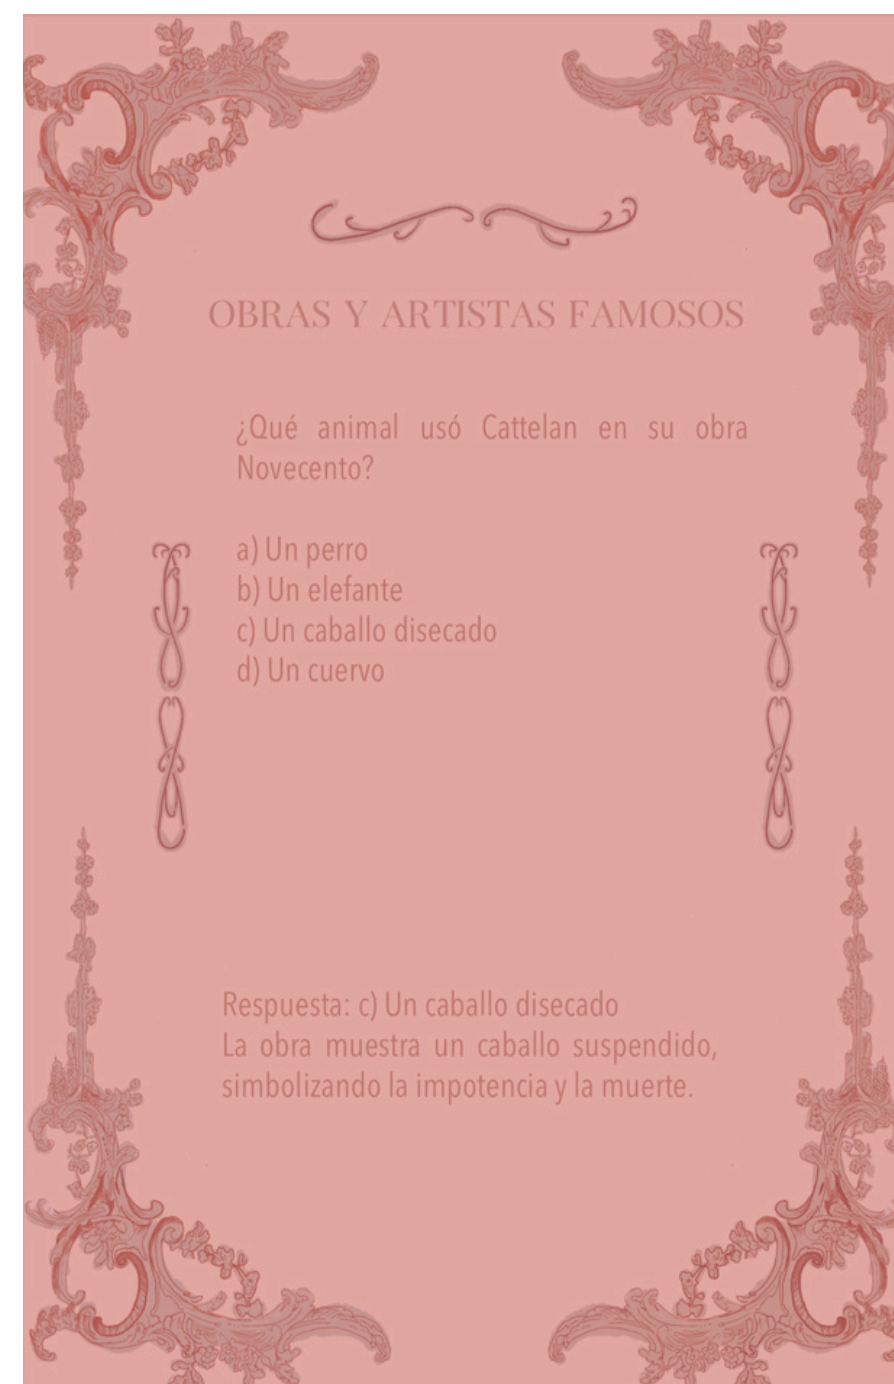 OBRAS Y ARTISTAS FAMOSOS
¿Qué animal usó Cattelan en su obra
Novecento?
a) Un perro
b) Un elefante
c) Un caballo disecado
d) Un cuervo
Respuesta: c) Un caballo disecado
La obra muestra un caballo suspendido,
simbolizando la impotencia y la muerte.